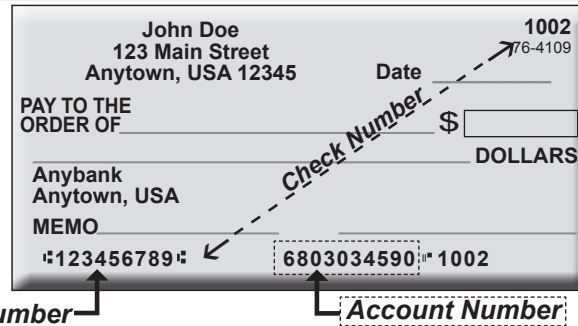 John Doe
1002
123 Main Street
76-4109
Anytown, USA 12345
Date
PAY TO THE
ORDER OF
$
Check Number
DOLLARS
Anybank
Anytown, USA
MEMO
⑆123456789⑆ 6803034590 ⑈ 1002
umber
Account Number